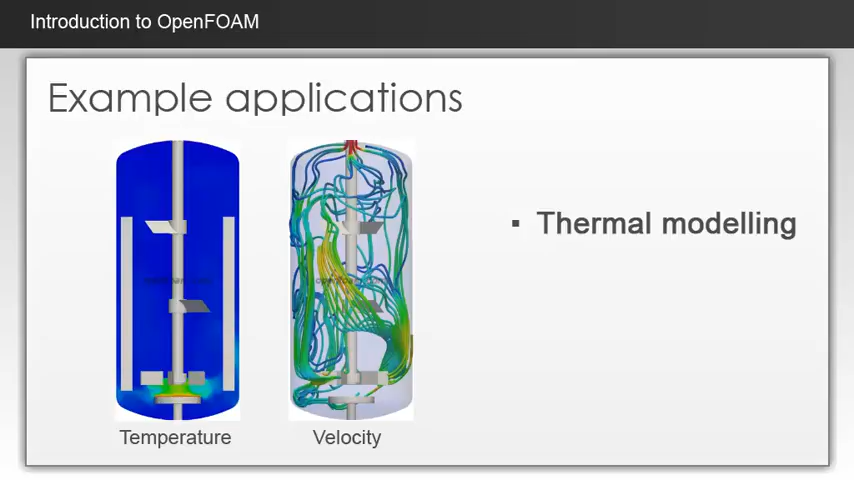 Introduction to OpenFOAM
Example applications
▪ Thermal modelling
Temperature
Velocity